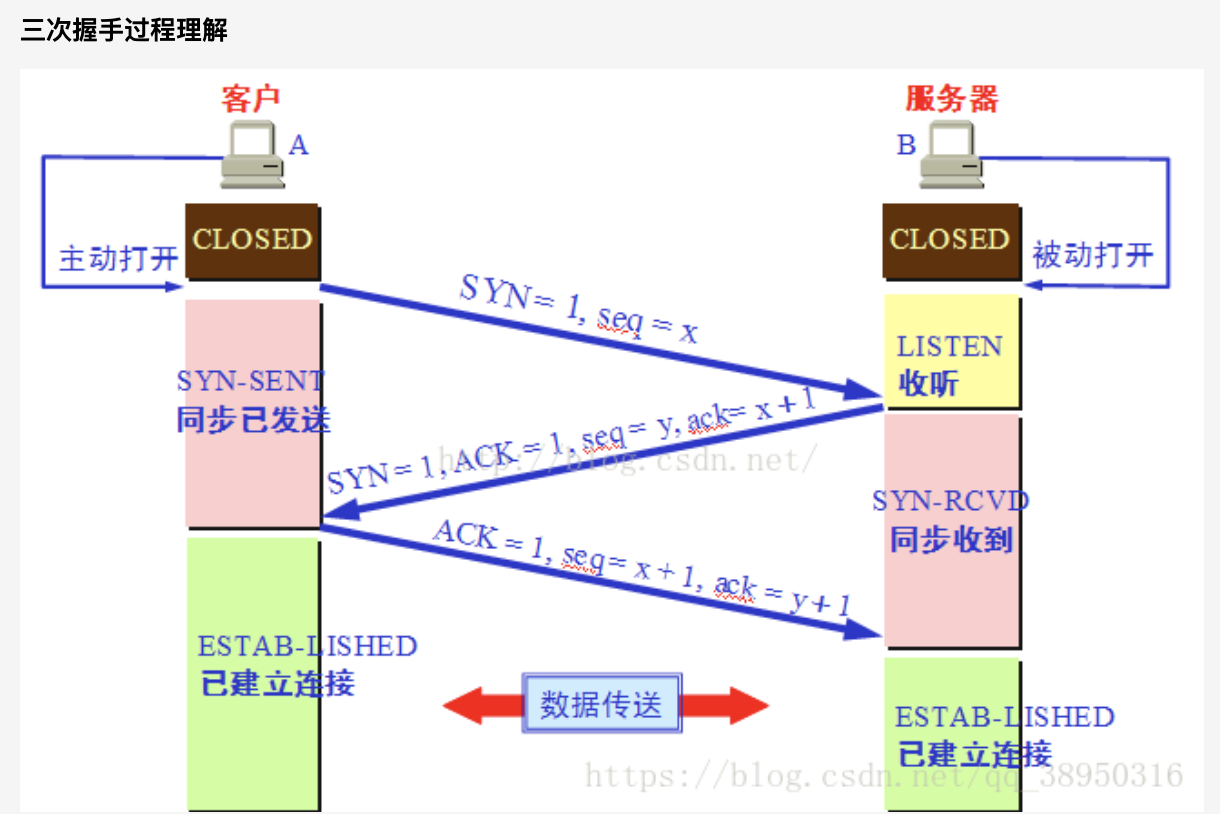 三次握手过程理解
客户
服务器
A
B
CLOSED
CLOSED
主动打开
被动打开
SYN = 1, seq = x
LISTEN
收听
SYN-SENT
同步已发送
SYN = 1, ACK = 1, seq = y, ack= x + 1
http://blog.csdn.net/
SYN-RCVD
同步收到
ACK = 1, seq = x + 1, ack = y + 1
ESTAB-LISHED
已建立连接
数据传送
ESTAB-LISHED
已建立连接
https://blog.csdn.net/qq_38950316